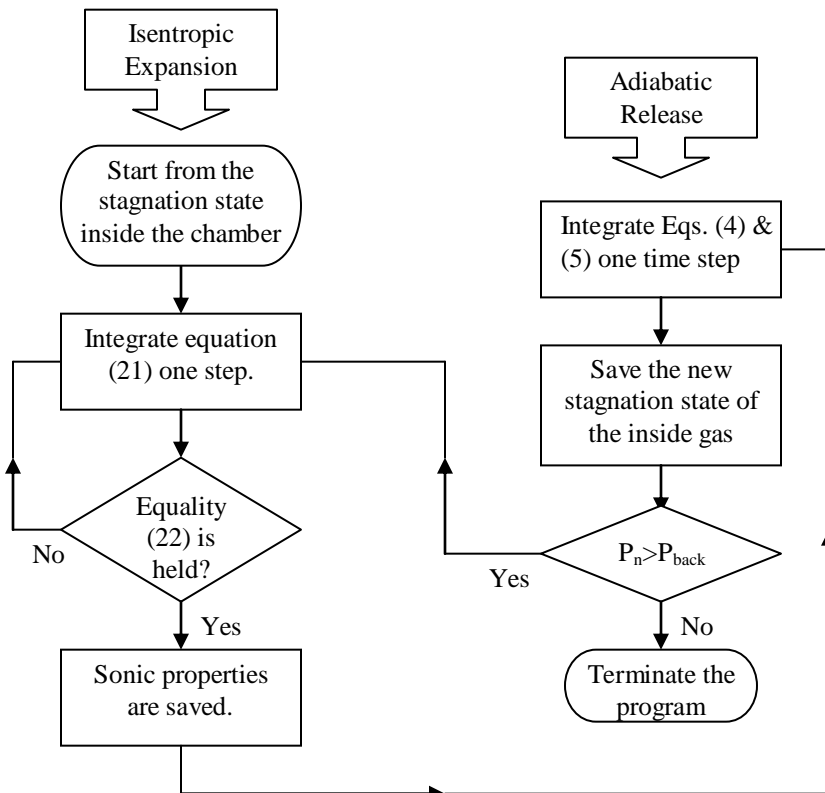 Isentropic
Expansion
Start from the
stagnation state
inside the chamber
Integrate equation
(21) one step.
Equality
(22) is
held?
No
Yes
Sonic properties
are saved.
Adiabatic
Release
Integrate Eqs. (4) &
(5) one time step
Save the new
stagnation state of
the inside gas
Pn>Pback
Yes
No
Terminate the
program